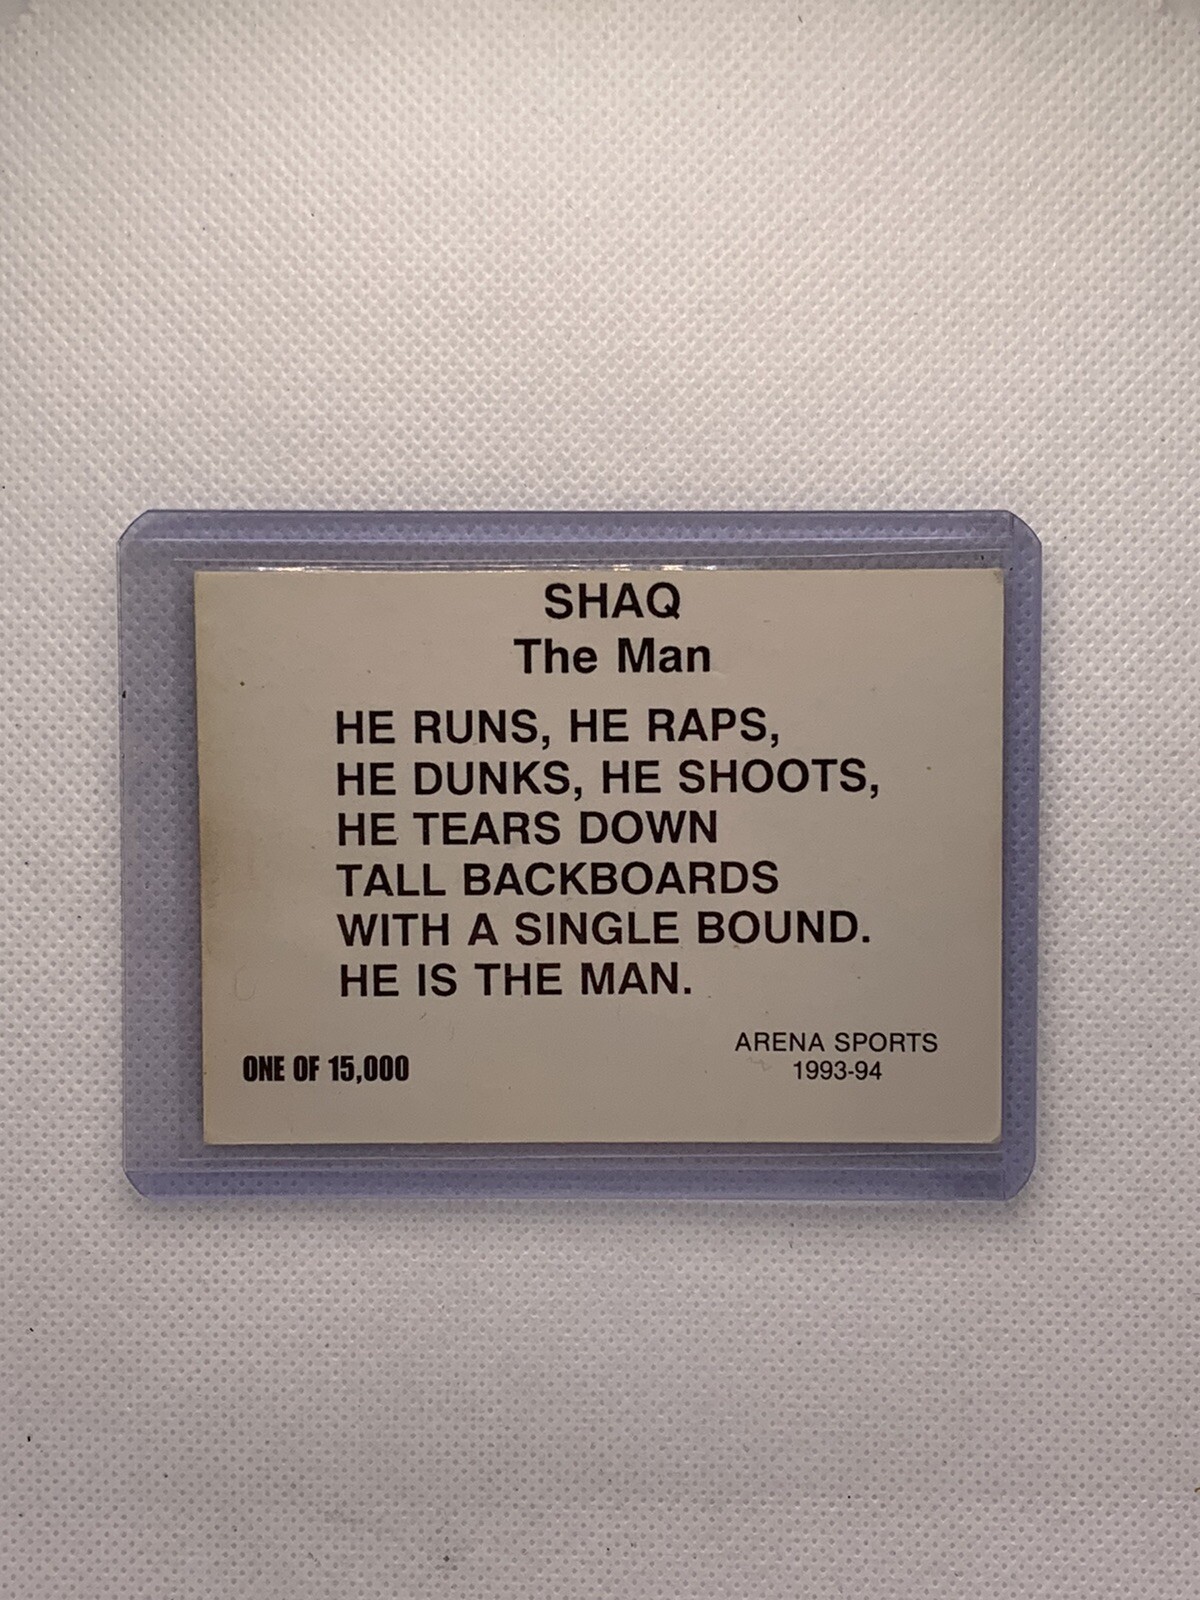 SHAQ
The Man
HE RUNS, HE RAPS,
HE DUNKS, HE SHOOTS,
HE TEARS DOWN
TALL BACKBOARDS
WITH A SINGLE BOUND.
HE IS THE MAN.
ARENA SPORTS
1993-94
ONE OF 15,000